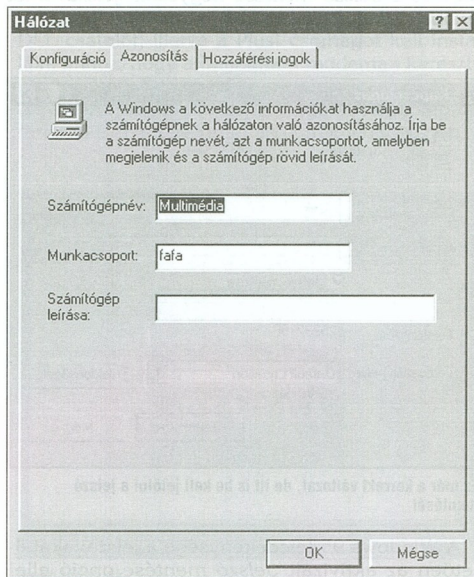 Hálózat
Konfiguráció Azonosítás Hozzáférési jogok
A Windows a következő információkat használja a
számítógépnek a hálózaton való azonosításához. Írja be
a számítógép nevét, azt a munkacsoportot, amelyben
megjelenik és a számítógép rövid leírását.
Számítógépnév: Multimédia
Munkacsoport: fafa
Számítógép
leírása:
OK Mégse